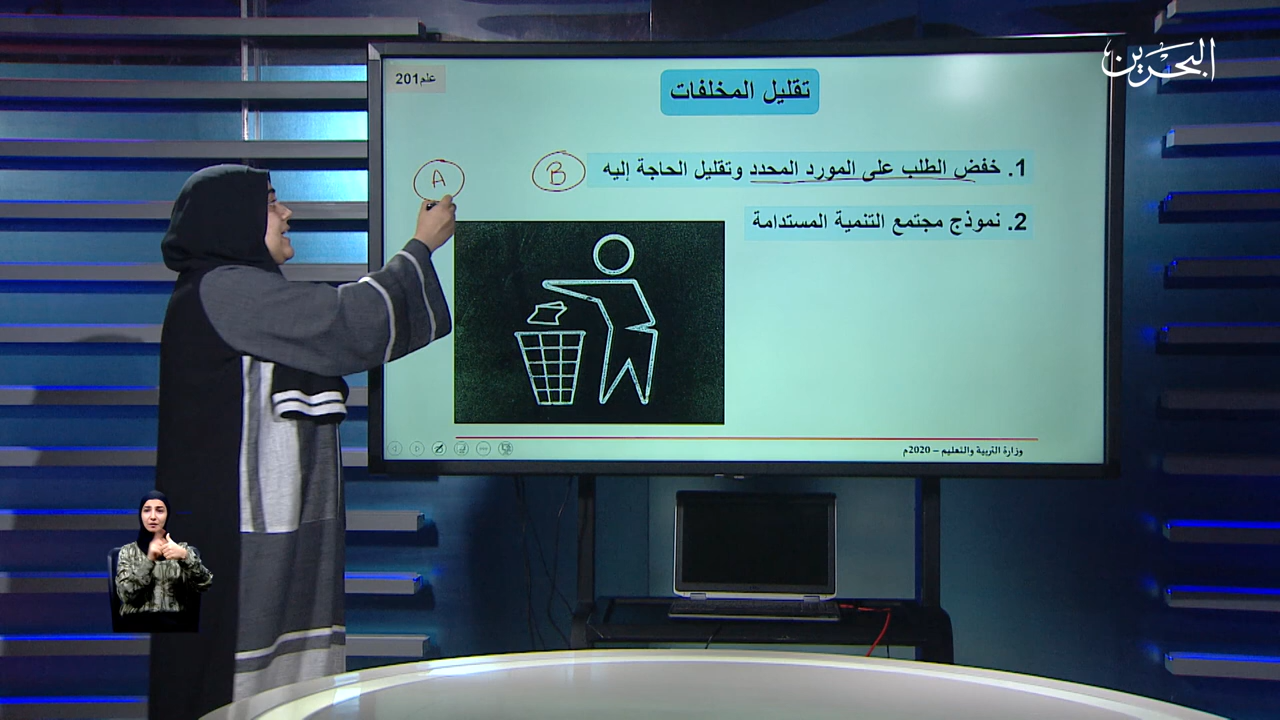 البحرين
علم201
تقليل المخلفات
1. خفض الطلب على المورد المحدد وتقليل الحاجة إليه
B
A
2. نموذج مجتمع التنمية المستدامة
وزارة التربية والتعليم – 2020م